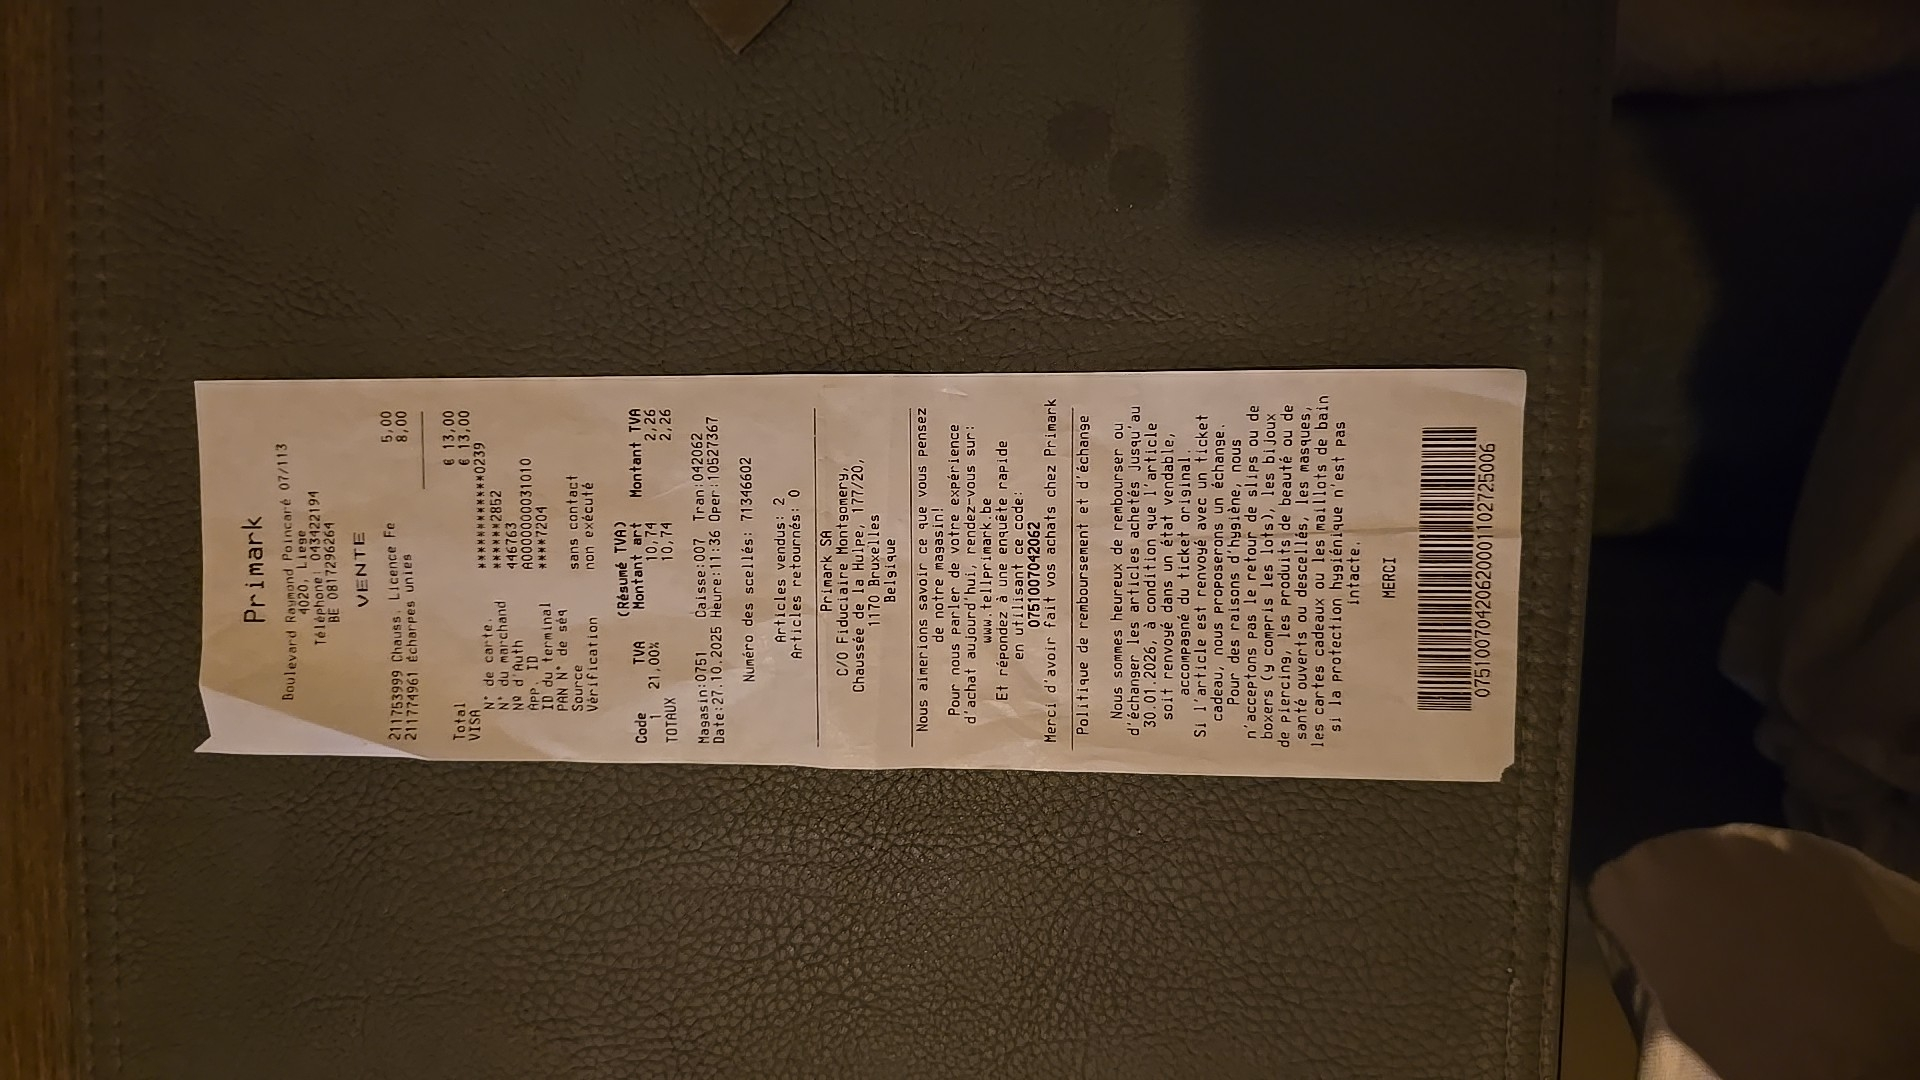 Primark
Boulevard Raymond Poincaré 07/113
4020, Liege
Téléphone: 043422194
BE 0817296264
VENTE
211753999 Chauss. Licence Fe 5,00
211774961 Écharpes unies 8,00
Total € 13,00
VISA € 13,00
N° de carte. ************0239
N° du marchand *****2852
Nº d'Auth 446763
App. ID A0000000031010
ID du terminal ****7204
PAN N° de séq
Source sans contact
Vérification non exécuté
(Résumé TVA)
Code TVA Montant art Montant TVA
1 21,00% 10,74 2,26
TOTAUX 10,74 2,26
Magasin:0751 Caisse:007 Tran:042062
Date:27.10.2025 Heure:11:36 Oper:10527367
Numéro des scellés: 71346602
Articles vendus: 2
Articles retournés: 0
Primark SA
C/O Fiduciaire Montgomery,
Chaussée de la Hulpe, 177/20,
1170 Bruxelles
Belgique
Nous aimerions savoir ce que vous pensez
de notre magasin!
Pour nous parler de votre expérience
d'achat aujourd'hui, rendez-vous sur:
www.tellprimark.be
Et répondez à une enquête rapide
en utilisant ce code:
0751007042062
Merci d'avoir fait vos achats chez Primark
Politique de remboursement et d'échange
Nous sommes heureux de rembourser ou
d'échanger les articles achetés jusqu'au
30.01.2026, à condition que l'article
soit renvoyé dans un état vendable,
accompagné du ticket original.
Si l'article est renvoyé avec un ticket
cadeau, nous proposerons un échange.
Pour des raisons d'hygiène, nous
n'acceptons pas le retour de slips ou de
boxers (y compris les lots), les bijoux
de piercing, les produits de beauté ou de
santé ouverts ou descellés, les masques,
les cartes cadeaux ou les maillots de bain
si la protection hygiénique n'est pas
intacte.
MERCI
07510070420620001102725006